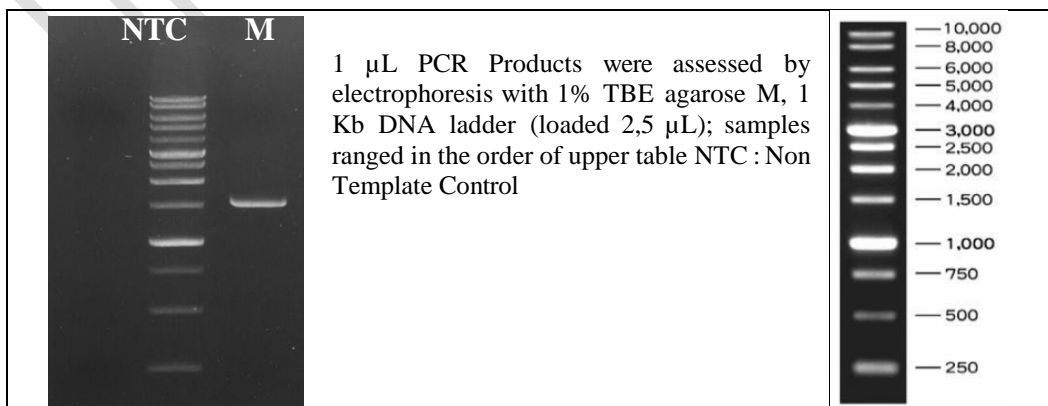 NTC M
1 µL PCR Products were assessed by
electrophoresis with 1% TBE agarose M, 1
Kb DNA ladder (loaded 2,5 µL); samples
ranged in the order of upper table NTC : Non
Template Control
10,000
8,000
6,000
5,000
4,000
3,000
2,500
2,000
1,500
1,000
750
500
250